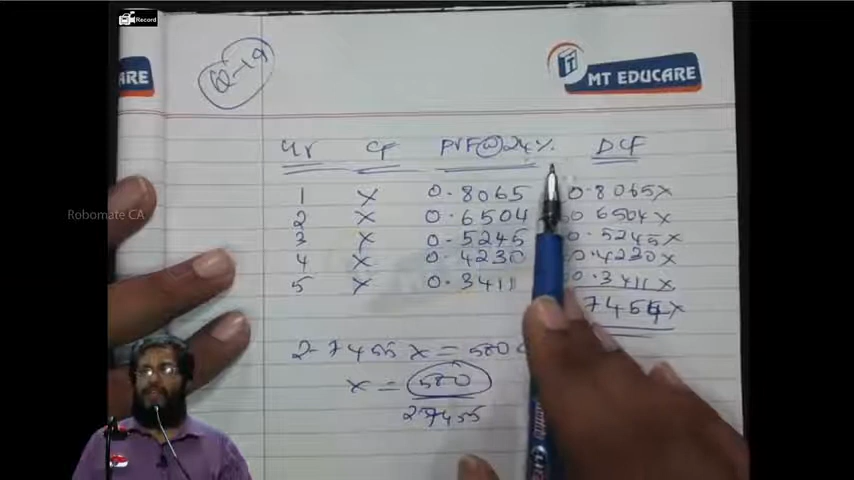 Record
Q-19
ARE
MT EDUCARE
Yr CF PVF@24% DCF
1 X 0.8065 0.8065X
2 X 0.6504 0.6504X
3 X 0.5245 0.5245X
4 X 0.4230 0.4230X
5 X 0.3411 0.3411X
7455X
2.7455 X = 580
X = 580
2.7455
Robomate CA